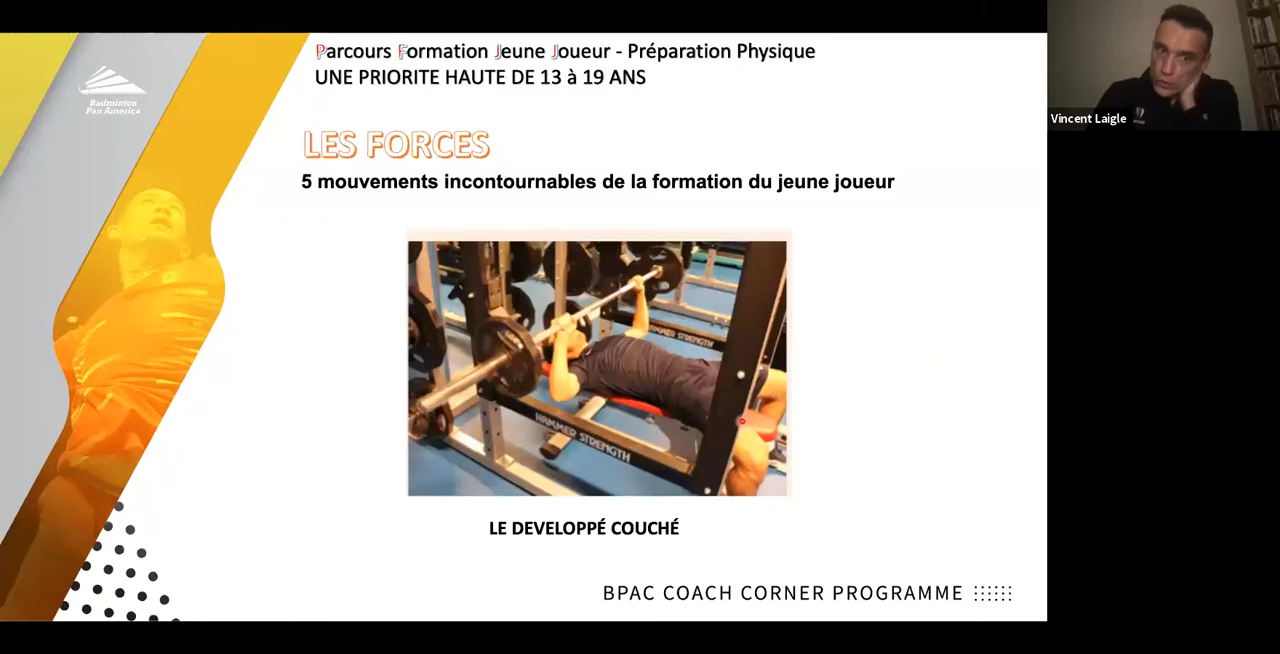 Parcours Formation Jeune Joueur - Préparation Physique
UNE PRIORITE HAUTE DE 13 à 19 ANS
Badminton
Pan America
Vincent Laigle
LES FORCES
5 mouvements incontournables de la formation du jeune joueur
HAMMER STRENGTH
HAMMER STRENGTH
LE DEVELOPPÉ COUCHÉ
BPAC COACH CORNER PROGRAMME